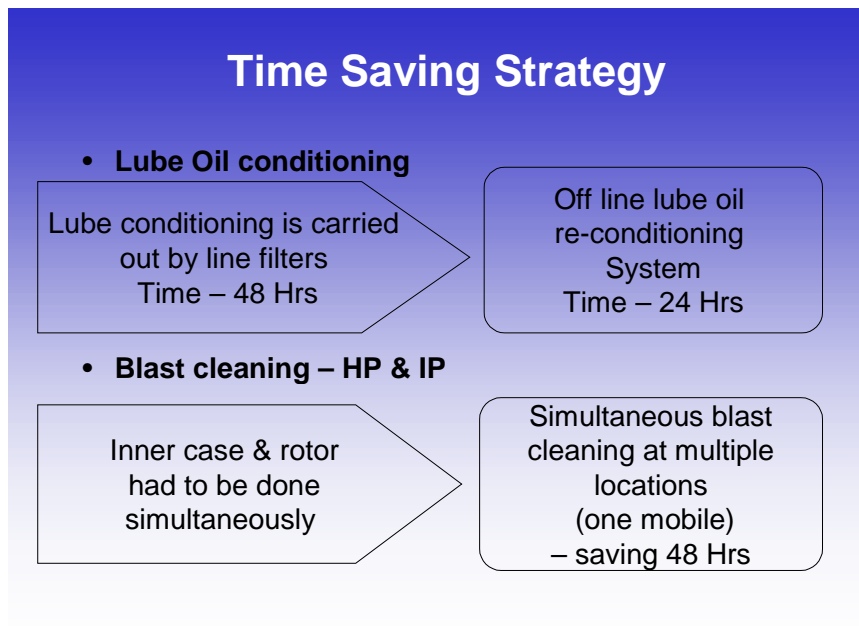 Time Saving Strategy
• Lube Oil conditioning
Lube conditioning is carried
out by line filters
Time – 48 Hrs
Off line lube oil
re-conditioning
System
Time – 24 Hrs
• Blast cleaning – HP & IP
Inner case & rotor
had to be done
simultaneously
Simultaneous blast
cleaning at multiple
locations
(one mobile)
– saving 48 Hrs